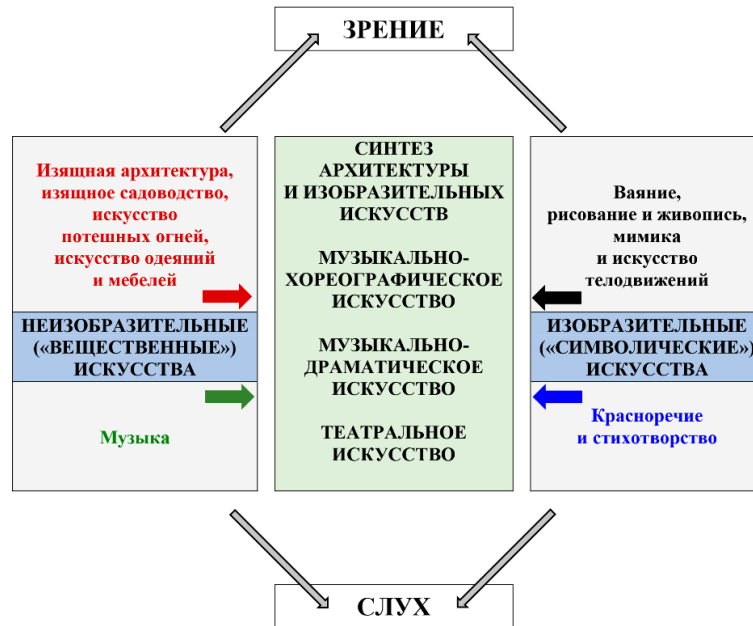 ЗРЕНИЕ
Изящная архитектура,
изящное садоводство,
искусство
потешных огней,
искусство одеяний
и мебелей
НЕИЗОБРАЗИТЕЛЬНЫЕ
(«ВЕЩЕСТВЕННЫЕ»)
ИСКУССТВА
Музыка
СИНТЕЗ
АРХИТЕКТУРЫ
И ИЗОБРАЗИТЕЛЬНЫХ
ИСКУССТВ
МУЗЫКАЛЬНО-
ХОРЕОГРАФИЧЕСКОЕ
ИСКУССТВО
МУЗЫКАЛЬНО-
ДРАМАТИЧЕСКОЕ
ИСКУССТВО
ТЕАТРАЛЬНОЕ
ИСКУССТВО
Ваяние,
рисование и живопись,
мимика
и искусство
телодвижений
ИЗОБРАЗИТЕЛЬНЫЕ
(«СИМВОЛИЧЕСКИЕ»)
ИСКУССТВА
Красноречие
и стихотворство
СЛУХ